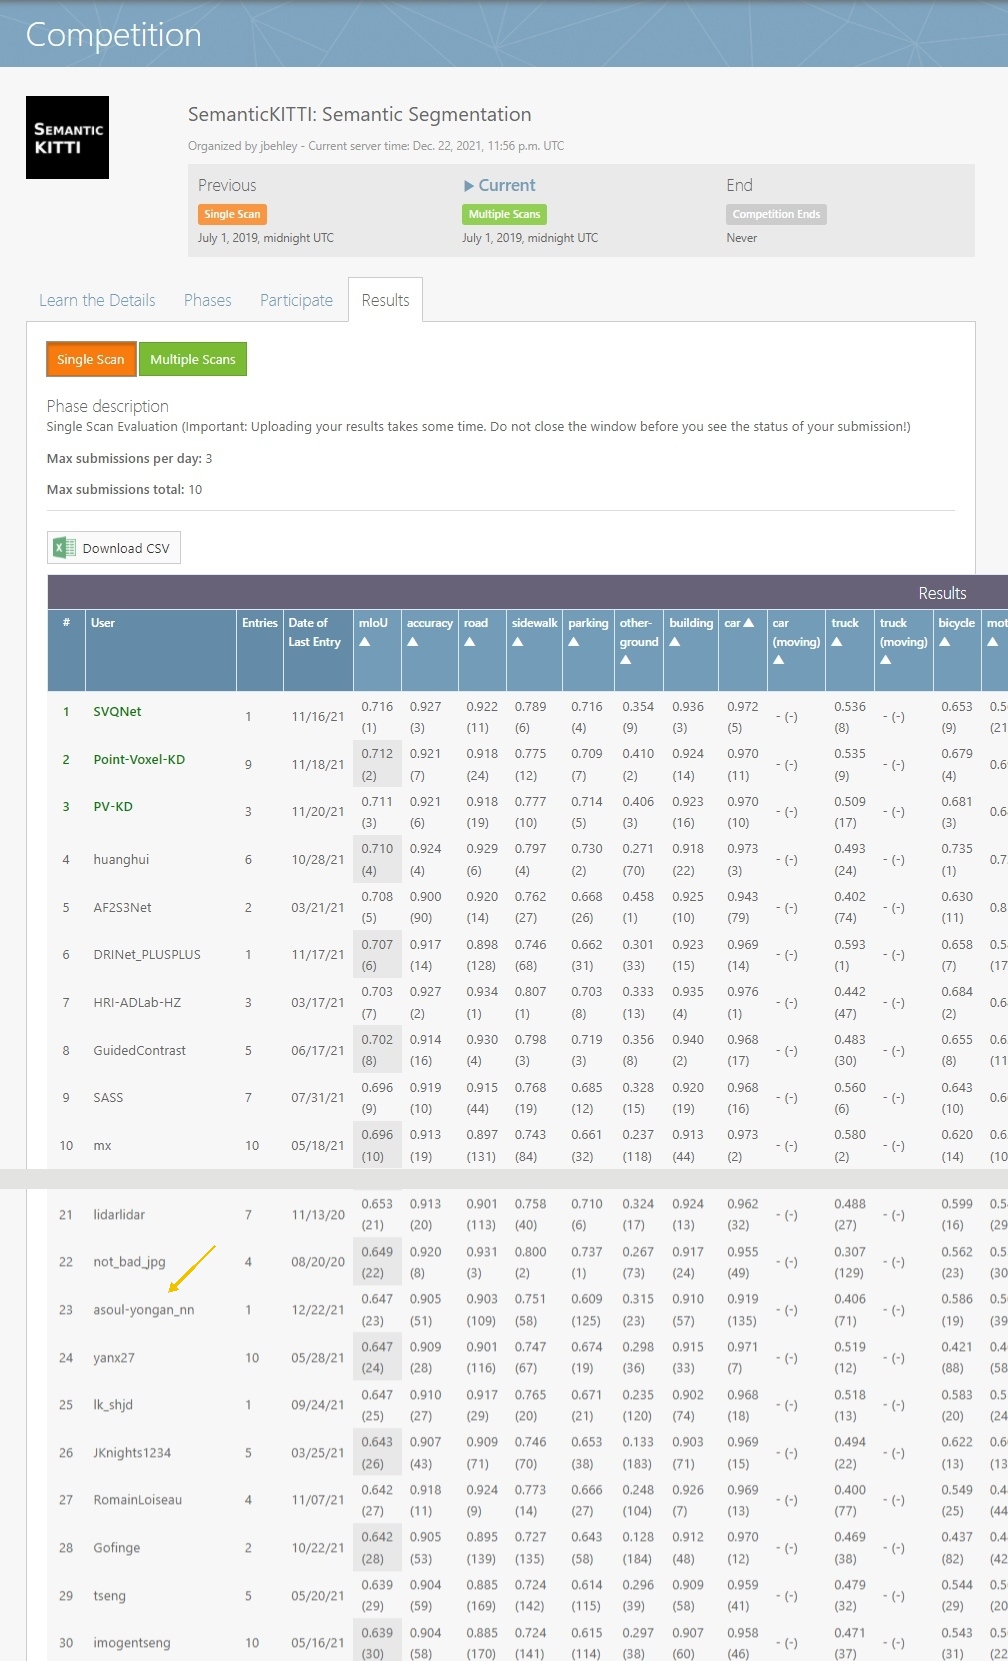 Competition
SEMANTIC
KITTI
SemanticKITTI: Semantic Segmentation
Organized by jbehley - Current server time: Dec. 22, 2021, 11:56 p.m. UTC
Previous ▶ Current End
Single Scan Multiple Scans Competition Ends
July 1, 2019, midnight UTC July 1, 2019, midnight UTC Never
Learn the Details Phases Participate Results
Single Scan Multiple Scans
Phase description
Single Scan Evaluation (Important: Uploading your results takes some time. Do not close the window before you see the status of your submission!)
Max submissions per day: 3
Max submissions total: 10
Download CSV
Results
# User Entries Date of mIoU accuracy road sidewalk parking other- building car ▲ car truck truck bicycle mot
Last Entry ▲ ▲ ▲ ▲ ▲ ground ▲ (moving) ▲ (moving) ▲ ▲
▲ ▲ ▲
1 SVQNet 1 11/16/21 0.716 0.927 0.922 0.789 0.716 0.354 0.936 0.972 - (-) 0.536 - (-) 0.653 0.5
(1) (3) (11) (6) (4) (9) (3) (5) (8) (9) (21
2 Point-Voxel-KD 9 11/18/21 0.712 0.921 0.918 0.775 0.709 0.410 0.924 0.970 - (-) 0.535 - (-) 0.679 0.6
(2) (7) (24) (12) (7) (2) (14) (11) (9) (4)
3 PV-KD 3 11/20/21 0.711 0.921 0.918 0.777 0.714 0.406 0.923 0.970 - (-) 0.509 - (-) 0.681 0.6
(3) (6) (19) (10) (5) (3) (16) (10) (17) (3)
4 huanghui 6 10/28/21 0.710 0.924 0.929 0.797 0.730 0.271 0.918 0.973 - (-) 0.493 - (-) 0.735 0.7
(4) (4) (6) (4) (2) (70) (22) (3) (24) (1)
5 AF2S3Net 2 03/21/21 0.708 0.900 0.920 0.762 0.668 0.458 0.925 0.943 - (-) 0.402 - (-) 0.630 0.8
(5) (90) (14) (27) (26) (1) (10) (79) (74) (11)
6 DRINet_PLUSPLUS 1 11/17/21 0.707 0.917 0.898 0.746 0.662 0.301 0.923 0.969 - (-) 0.593 - (-) 0.658 0.5
(6) (14) (128) (68) (31) (33) (15) (14) (1) (7) (17
7 HRI-ADLab-HZ 3 03/17/21 0.703 0.927 0.934 0.807 0.703 0.333 0.935 0.976 - (-) 0.442 - (-) 0.684 0.6
(7) (2) (1) (1) (8) (13) (4) (1) (47) (2)
8 GuidedContrast 5 06/17/21 0.702 0.914 0.930 0.798 0.719 0.356 0.940 0.968 - (-) 0.483 - (-) 0.655 0.6
(8) (16) (4) (3) (3) (8) (2) (17) (30) (8) (11
9 SASS 7 07/31/21 0.696 0.919 0.915 0.768 0.685 0.328 0.920 0.968 - (-) 0.560 - (-) 0.643 0.6
(9) (10) (44) (19) (12) (15) (19) (16) (6) (10)
10 mx 10 05/18/21 0.696 0.913 0.897 0.743 0.661 0.237 0.913 0.973 - (-) 0.580 - (-) 0.620 0.6
(10) (19) (131) (84) (32) (118) (44) (2) (2) (14) (10
21 lidarlidar 7 11/13/20 0.653 0.913 0.901 0.758 0.710 0.324 0.924 0.962 - (-) 0.488 - (-) 0.599 0.5
(21) (20) (113) (40) (6) (17) (13) (32) (27) (16) (29
22 not_bad_jpg 4 08/20/20 0.649 0.920 0.931 0.800 0.737 0.267 0.917 0.955 - (-) 0.307 - (-) 0.562 0.5
(22) (8) (3) (2) (1) (73) (24) (49) (129) (23) (30
23 asoul-yongan_nn 1 12/22/21 0.647 0.905 0.903 0.751 0.609 0.315 0.910 0.919 - (-) 0.406 - (-) 0.586 0.5
(23) (51) (109) (58) (125) (23) (57) (135) (71) (19) (39
24 yanx27 10 05/28/21 0.647 0.909 0.901 0.747 0.674 0.298 0.915 0.971 - (-) 0.519 - (-) 0.421 0.4
(24) (28) (116) (67) (19) (36) (33) (7) (12) (88) (58
25 lk_shjd 1 09/24/21 0.647 0.910 0.917 0.765 0.671 0.235 0.902 0.968 - (-) 0.518 - (-) 0.583 0.5
(25) (27) (29) (20) (21) (120) (74) (18) (13) (20) (24
26 JKnights1234 5 03/25/21 0.643 0.907 0.909 0.746 0.653 0.133 0.903 0.969 - (-) 0.494 - (-) 0.622 0.6
(26) (43) (71) (70) (38) (183) (71) (15) (22) (13) (13
27 RomainLoiseau 4 11/07/21 0.642 0.918 0.924 0.773 0.666 0.248 0.926 0.969 - (-) 0.400 - (-) 0.549 0.4
(27) (11) (9) (14) (27) (104) (7) (13) (77) (25) (44
28 Gofinge 2 10/22/21 0.642 0.905 0.895 0.727 0.643 0.128 0.912 0.970 - (-) 0.469 - (-) 0.437 0.4
(28) (53) (139) (135) (58) (184) (48) (12) (38) (82) (42
29 tseng 5 05/20/21 0.639 0.904 0.885 0.724 0.614 0.296 0.909 0.959 - (-) 0.479 - (-) 0.544 0.5
(29) (59) (169) (142) (115) (39) (58) (41) (32) (29) (20
30 imogentseng 10 05/16/21 0.639 0.904 0.885 0.724 0.615 0.297 0.907 0.958 - (-) 0.471 - (-) 0.543 0.5
(30) (58) (170) (141) (114) (38) (60) (46) (37) (31) (22